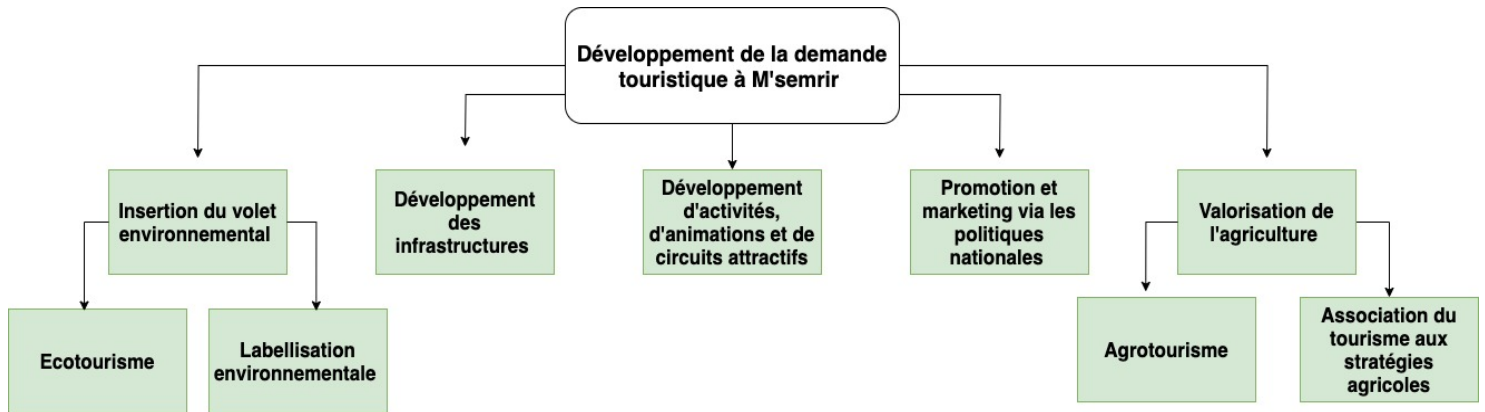 Développement de la demande
touristique à M'semrir
Insertion du volet
environnemental
Développement
des
infrastructures
Développement
d'activités,
d'animations et de
circuits attractifs
Promotion et
marketing via les
politiques
nationales
Valorisation de
l'agriculture
Ecotourisme
Labellisation
environnementale
Agrotourisme
Association du
tourisme aux
stratégies
agricoles